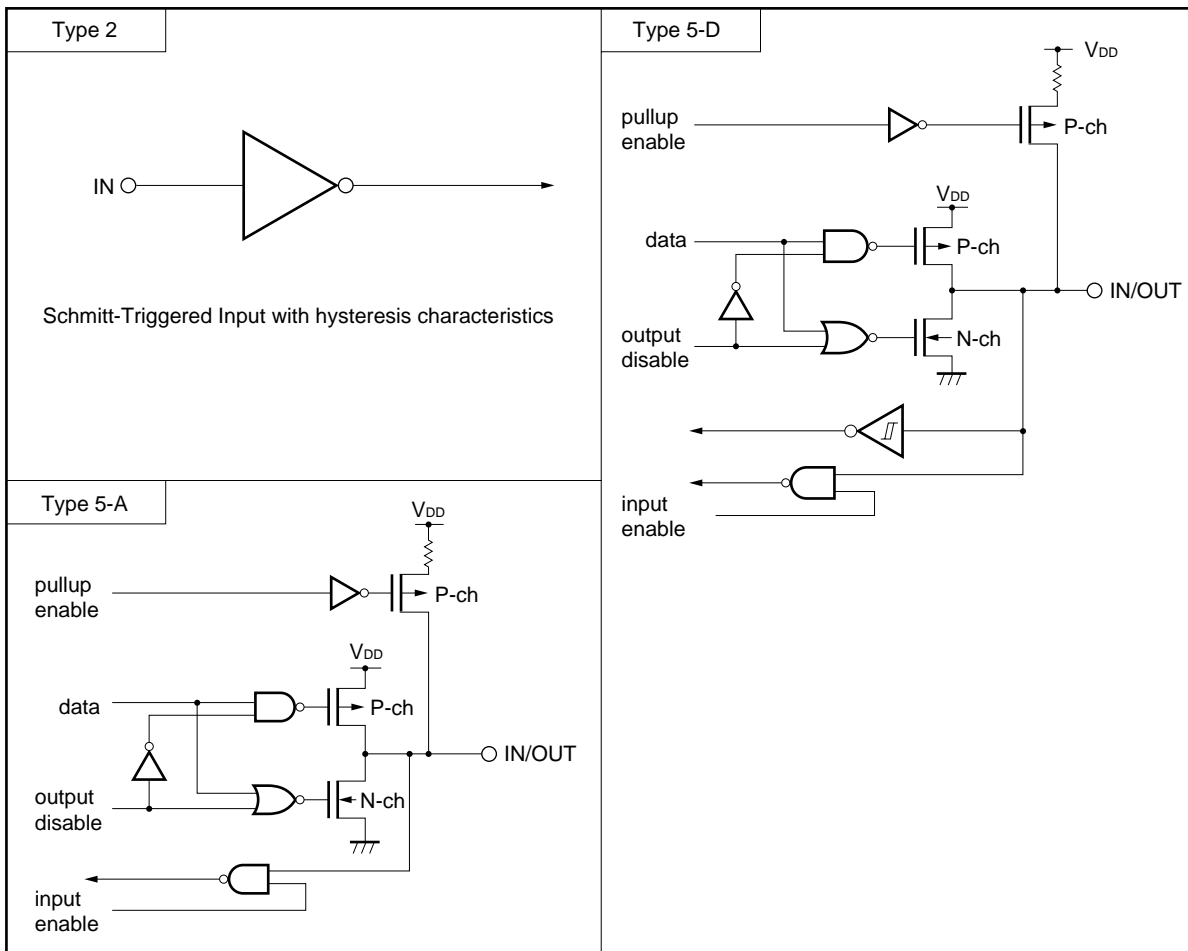 Type 2
IN
Schmitt-Triggered Input with hysteresis characteristics
Type 5-A
VDD
pullup
enable
P-ch
VDD
data
P-ch
IN/OUT
output
disable
N-ch
input
enable
Type 5-D
VDD
pullup
enable
P-ch
VDD
data
P-ch
IN/OUT
output
disable
N-ch
input
enable